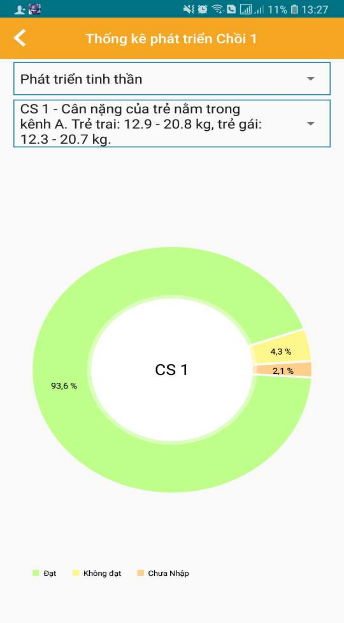 11% 13:27
Thống kê phát triển Chồi 1
Phát triển tinh thần
CS 1 - Cân nặng của trẻ nằm trong
kênh A. Trẻ trai: 12.9 - 20.8 kg, trẻ gái:
12.3 - 20.7 kg.
4,3 %
CS 1
2,1 %
93,6 %
Đạt Không đạt Chưa Nhập